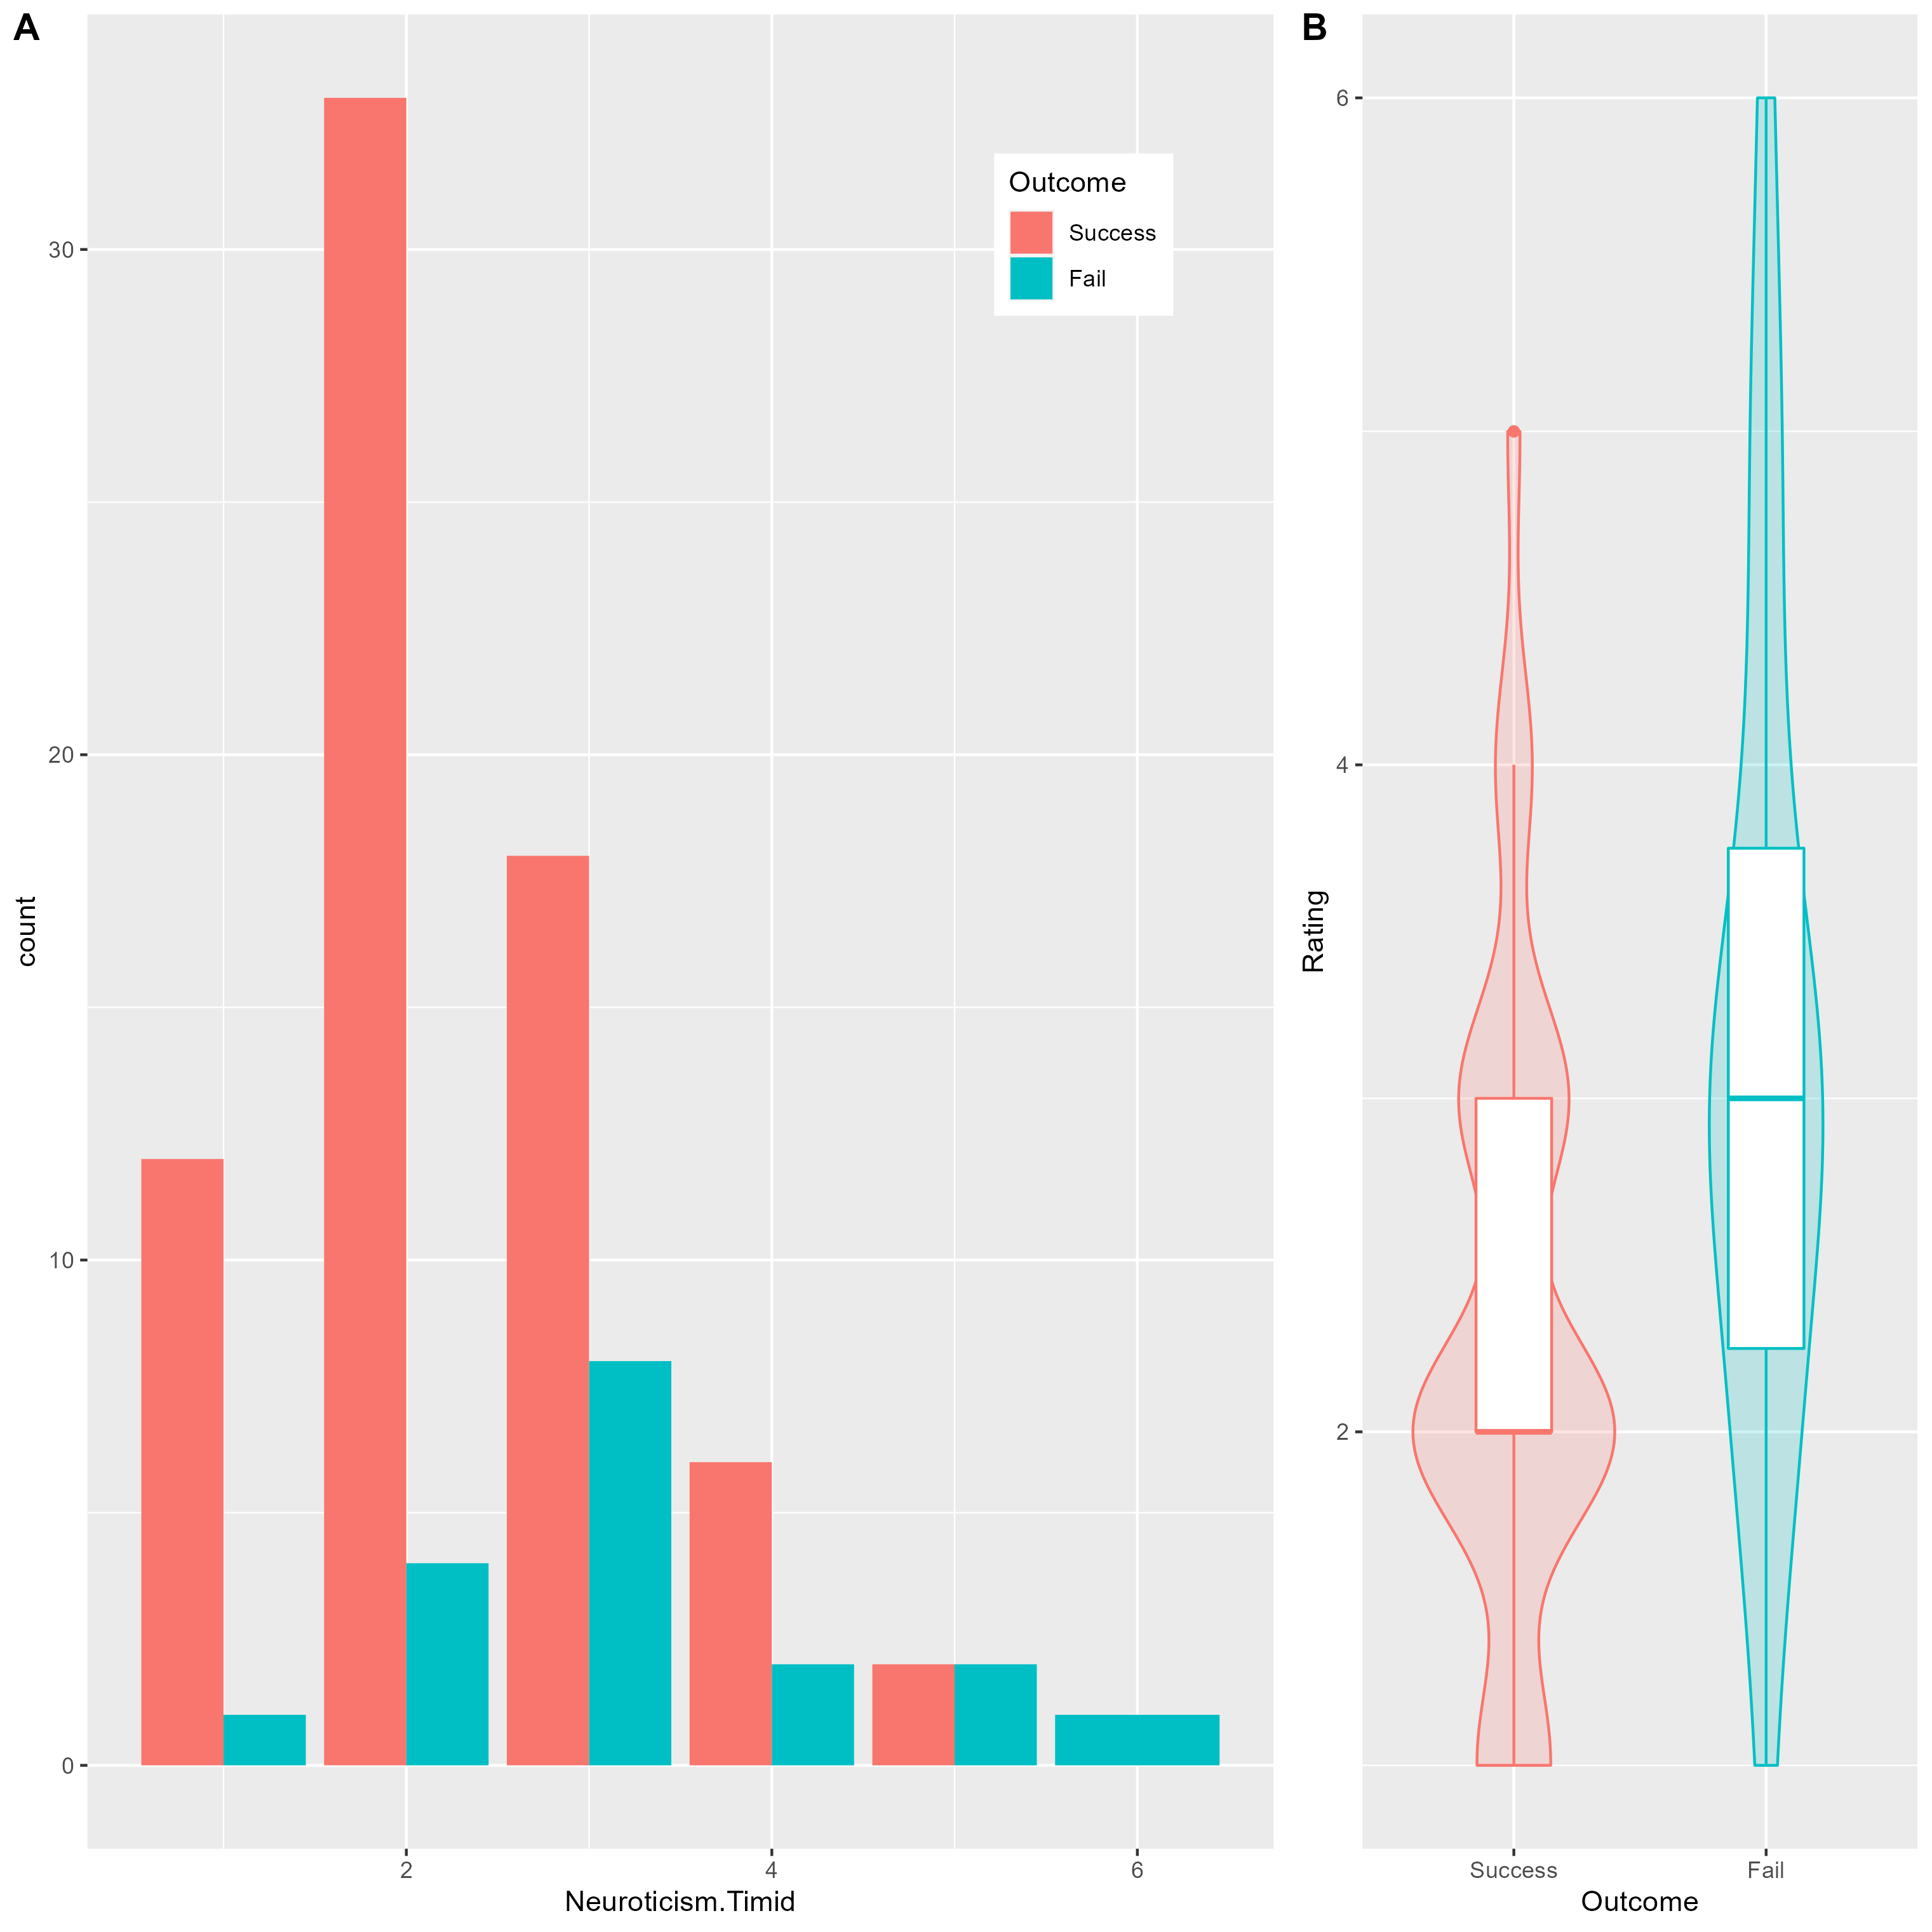 A
count
30
20
10
0
Outcome
Success
Fail
2
4
6
Neuroticism.Timid
B
Rating
6
4
2
Success
Fail
Outcome